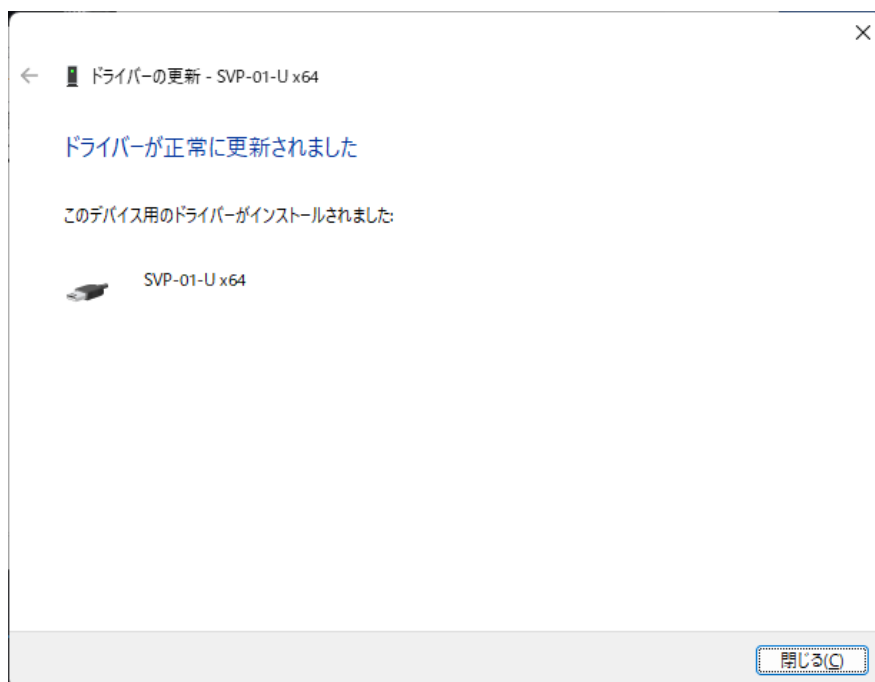 ドライバーの更新 - SVP-01-U x64
ドライバーが正常に更新されました
このデバイス用のドライバーがインストールされました:
SVP-01-U x64
閉じる(C)